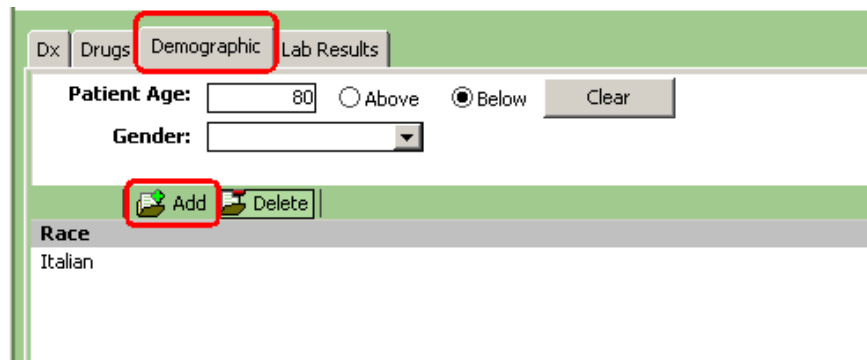 Dx Drugs Demographic Lab Results
Patient Age: 80 Above Below Clear
Gender:
Add Delete
Race
Italian